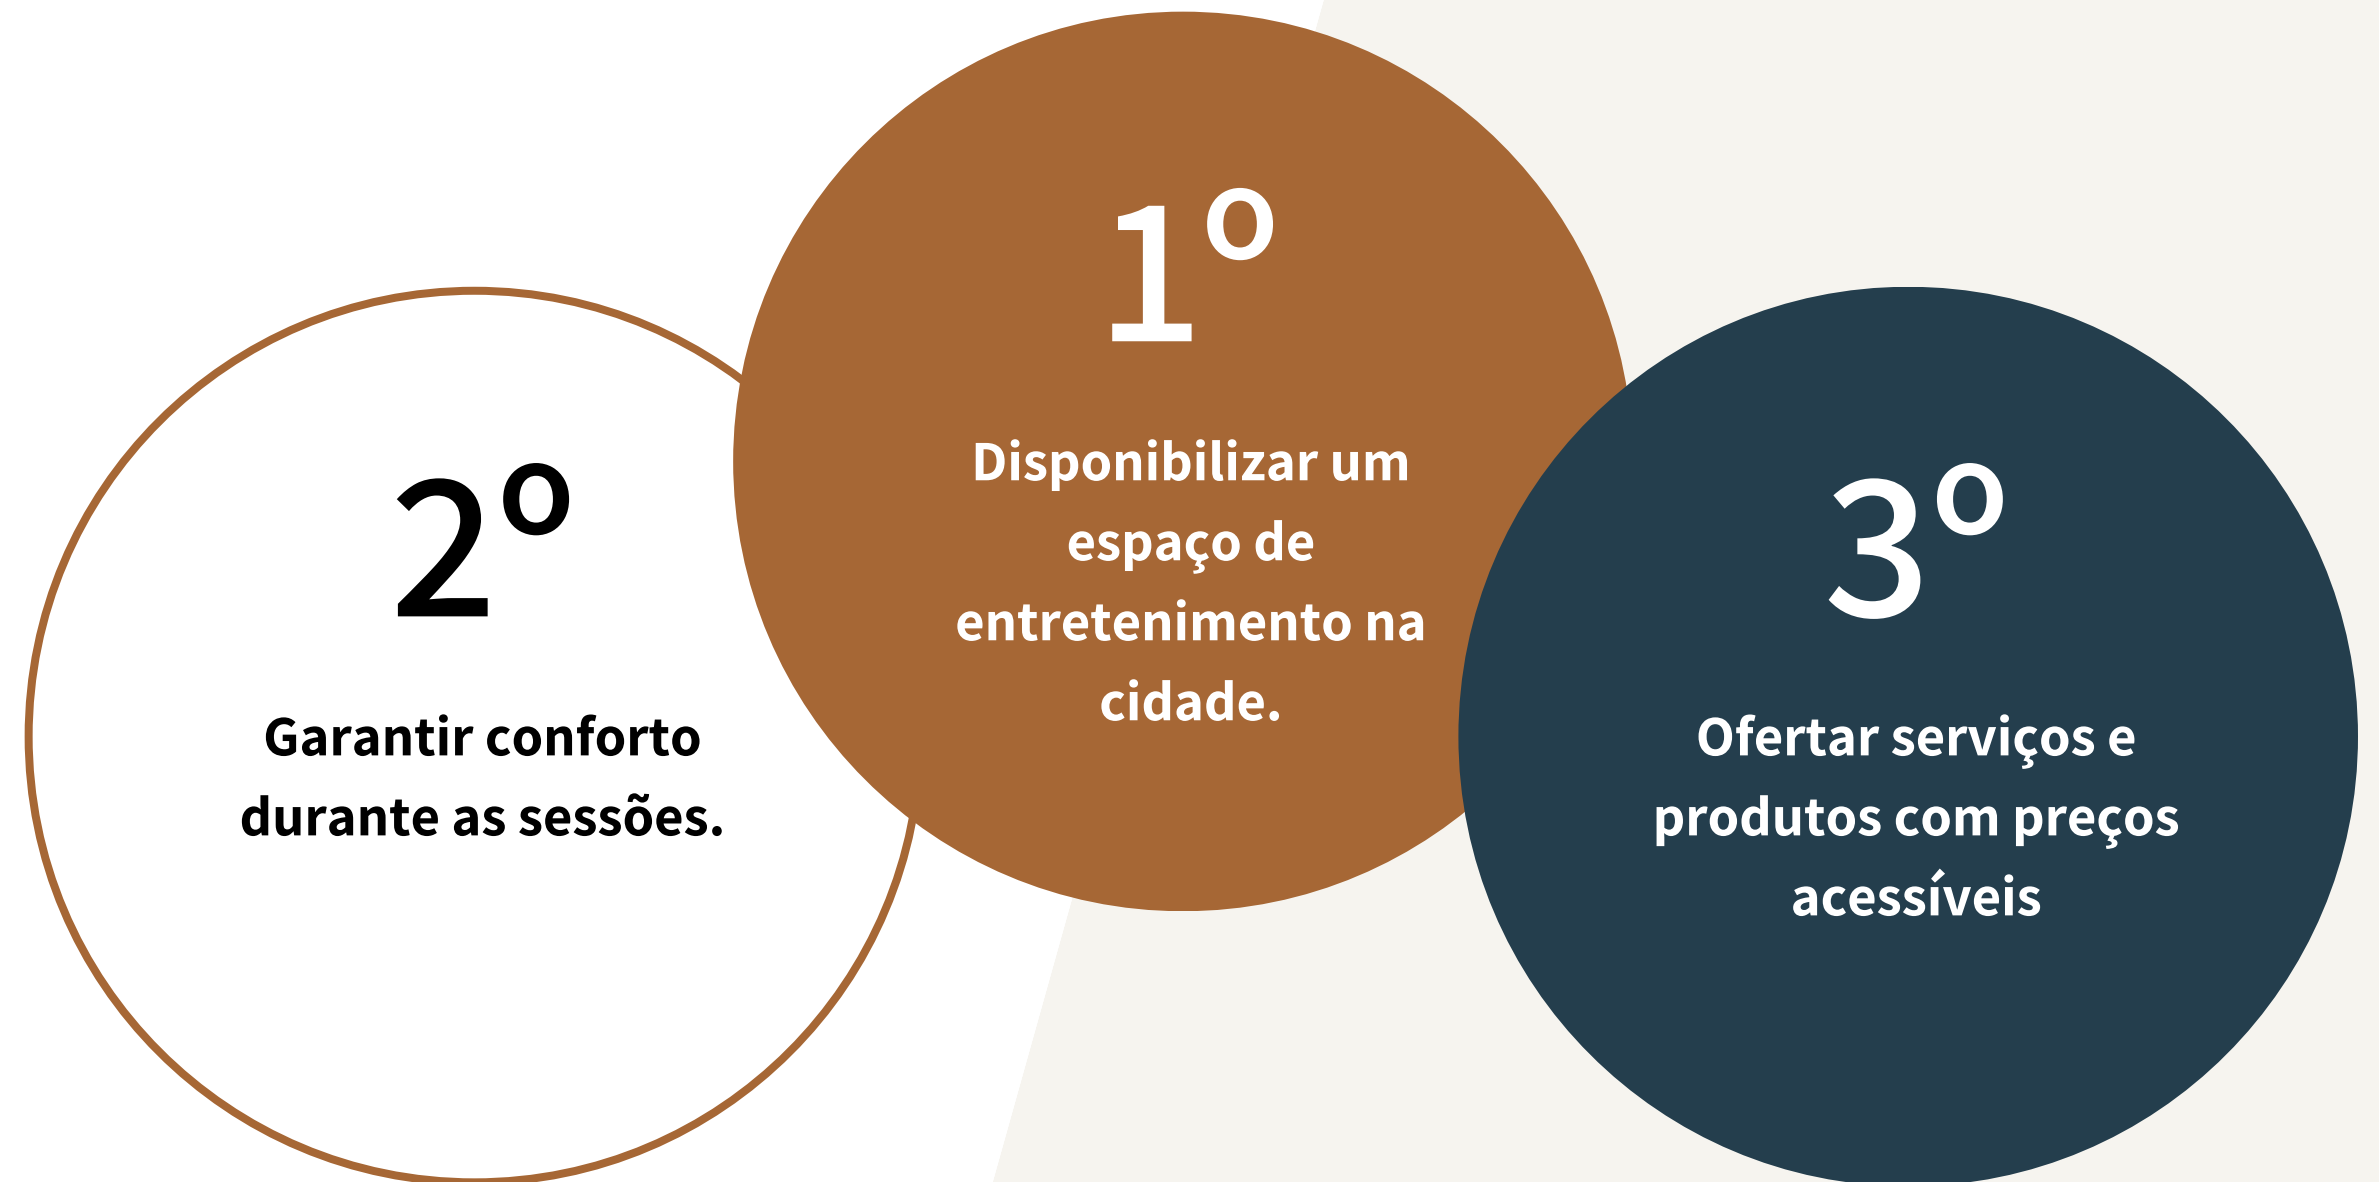 1º
Disponibilizar um
espaço de
entretenimento na
cidade.
2º
Garantir conforto
durante as sessões.
3º
Ofertar serviços e
produtos com preços
acessíveis